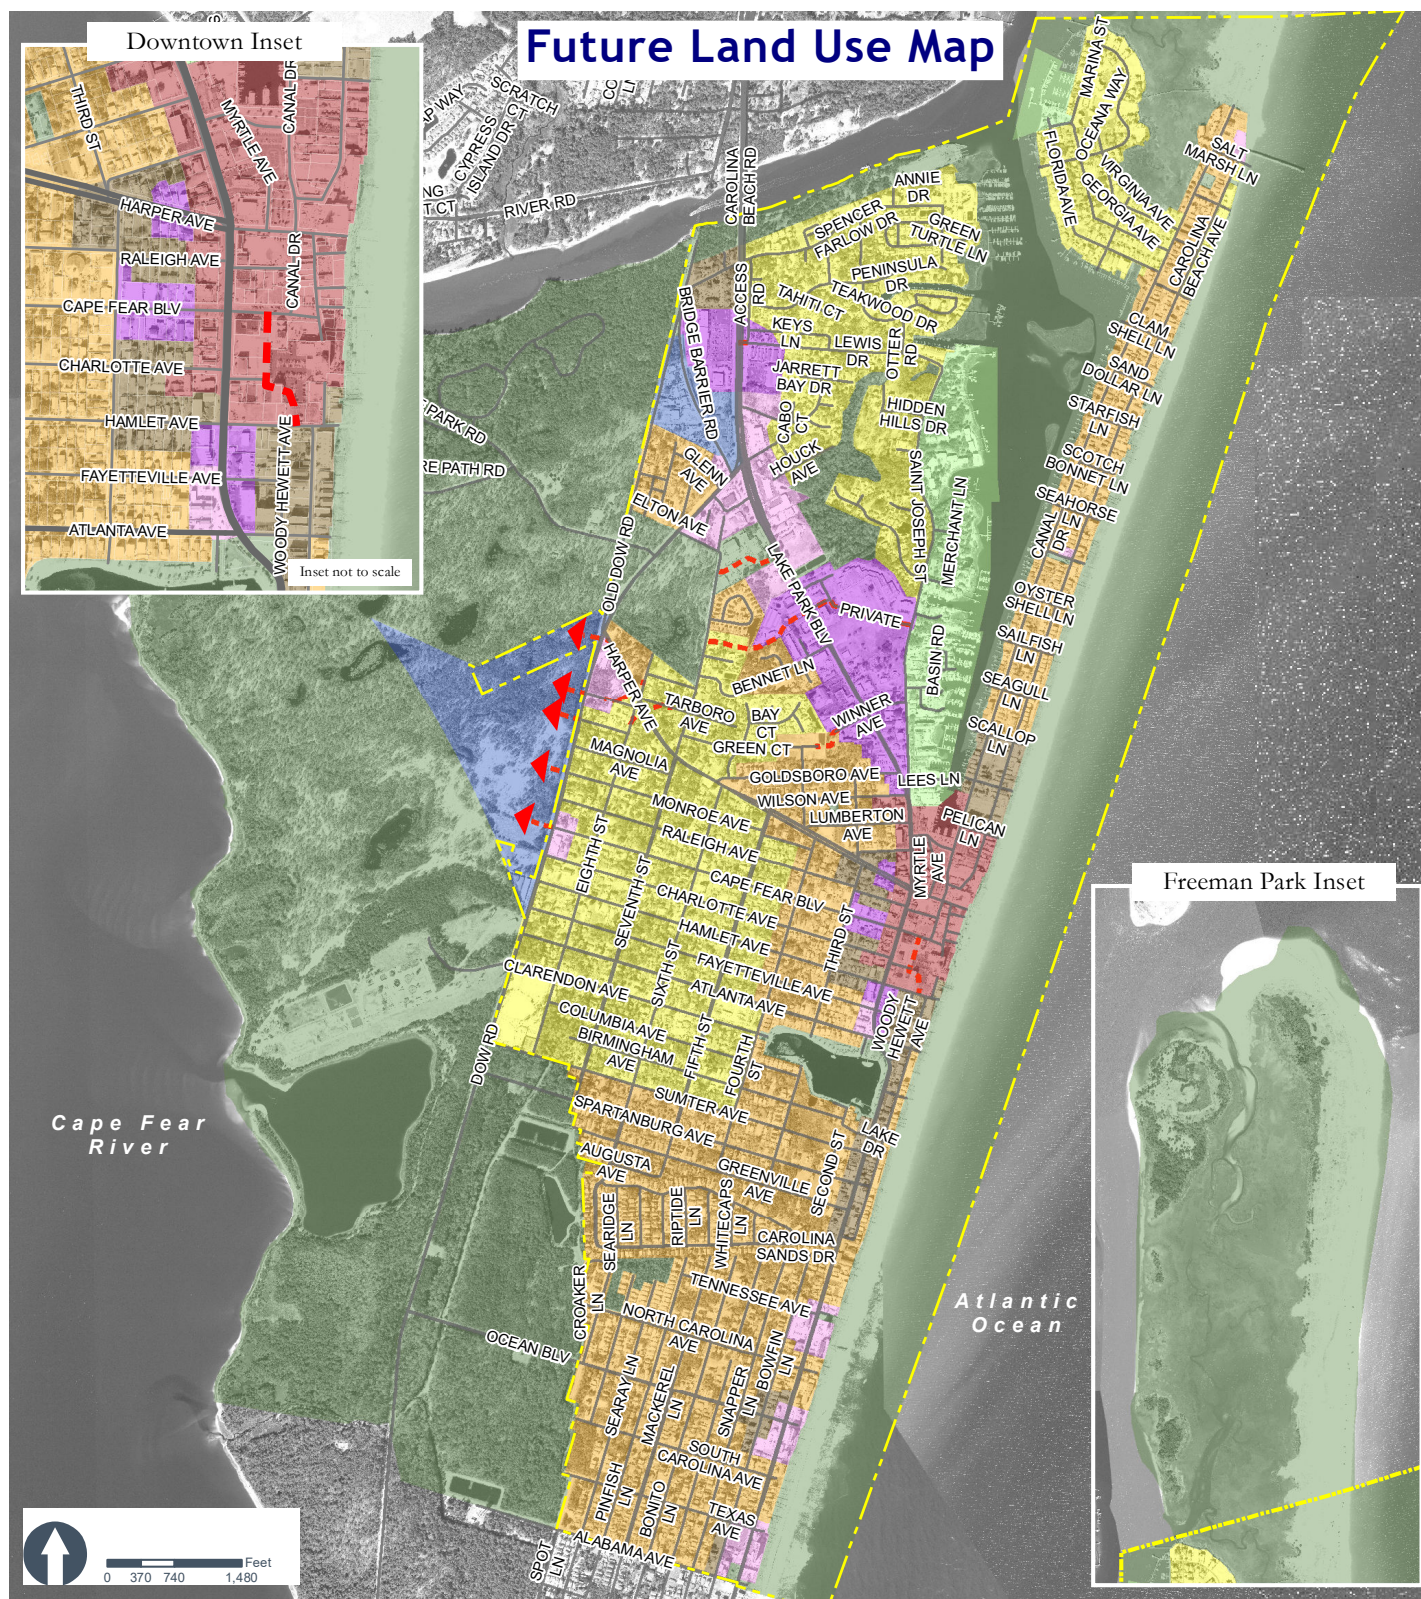 Future Land Use Map
Downtown Inset
THIRD ST
MYRTLE AVE
CANAL DR
HARPER AVE
RALEIGH AVE
CANAL DR
CAPE FEAR BLV
CHARLOTTE AVE
HAMLET AVE
FAYETTEVILLE AVE
WOODY HEWETT AVE
ATLANTA AVE
Inset not to scale
SCRATCH
CT
CYPRESS
ISLAND DR
RIVER RD
CAROLINA
BEACH RD
ANNIE
DR
SPENCER
FARLOW DR
GREEN
TURTLE LN
PENINSULA
DR
TEAKWOOD DR
TAHITI CT
ACCESS
RD
BRIDGE BARRIER RD
KEYS
LN
LEWIS
DR
OTTER
RD
JARRETT
BAY DR
CABO
CT
HIDDEN
HILLS DR
HOUCK
AVE
GLENN
AVE
ELTON AVE
OLD DOW RD
SAINT JOSEPH ST
MERCHANT LN
LAKE PARK BLV
PRIVATE
BASIN RD
MARINA ST
OCEANA WAY
FLORIDA AVE
VIRGINIA AVE
GEORGIA AVE
SALT
MARSH LN
CAROLINA
BEACH AVE
CLAM
SHELL LN
SAND
DOLLAR LN
STARFISH
LN
SCOTCH
BONNET LN
SEAHORSE
LN
CANAL
DR
OYSTER
SHELL LN
SAILFISH
LN
SEAGULL
LN
SCALLOP
LN
HARPER AVE
BENNET LN
TARBORO
AVE
BAY
CT
WINNER
AVE
GREEN CT
MAGNOLIA
AVE
GOLDSBORO AVE
LEES LN
WILSON AVE
LUMBERTON
AVE
PELICAN
LN
MYRTLE
AVE
MONROE AVE
RALEIGH AVE
EIGHTH ST
CAPE FEAR BLV
CHARLOTTE AVE
SEVENTH ST
HAMLET AVE
THIRD ST
FAYETTEVILLE AVE
SIXTH ST
ATLANTA AVE
CLARENDON AVE
COLUMBIA AVE
BIRMINGHAM
AVE
FIFTH ST
FOURTH
ST
WOODY
HEWETT
AVE
DOW RD
SUMTER AVE
SPARTANBURG AVE
LAKE
DR
AUGUSTA
AVE
GREENVILLE
AVE
SECOND ST
SEARIDGE
LN
RIPTIDE
LN
WHITECAPS
LN
CAROLINA
SANDS DR
CROAKER
LN
TENNESSEE AVE
NORTH CAROLINA
AVE
OCEAN BLV
BOWFIN
LN
SEARAY LN
MACKEREL
LN
SNAPPER
LN
SOUTH
CAROLINA AVE
PINFISH
LN
BONITO
LN
TEXAS
AVE
ALABAMA AVE
SPOT
LN
Cape Fear
River
Atlantic
Ocean
Freeman Park Inset
Feet
0 370 740 1,480